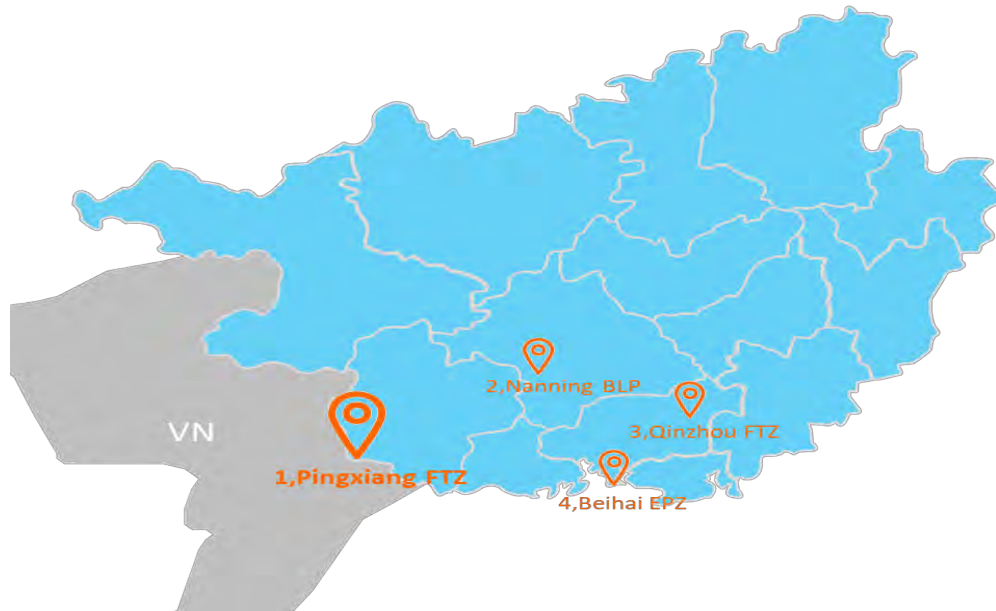 2,Nanning BLP
3,Qinzhou FTZ
VN
1,Pingxiang FTZ
4,Beihai EPZ